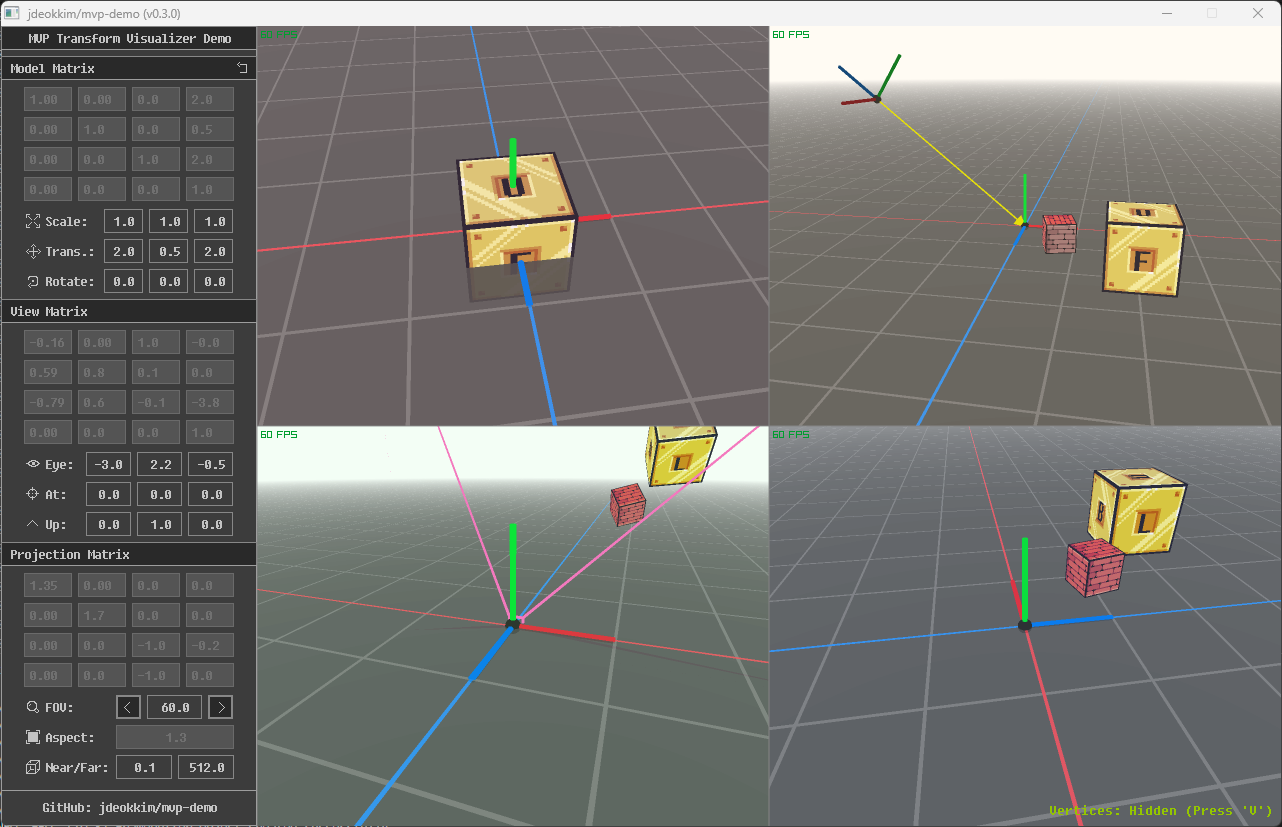 jdeokkim/mvp-demo (v0.3.0)
MVP Transform Visualizer Demo
Model Matrix
1.00 0.00 0.0 2.0
0.00 1.0 0.0 0.5
0.00 0.0 1.0 2.0
0.00 0.0 0.0 1.0
Scale: 1.0 1.0 1.0
Trans.: 2.0 0.5 2.0
Rotate: 0.0 0.0 0.0
View Matrix
-0.16 0.00 1.0 -0.0
0.59 0.8 0.1 0.0
-0.79 0.6 -0.1 -3.8
0.00 0.0 0.0 1.0
Eye: -3.0 2.2 -0.5
At: 0.0 0.0 0.0
Up: 0.0 1.0 0.0
Projection Matrix
1.35 0.00 0.0 0.0
0.00 1.7 0.0 0.0
0.00 0.0 -1.0 -0.2
0.00 0.0 -1.0 0.0
FOV: < 60.0 >
Aspect: 1.3
Near/Far: 0.1 512.0
GitHub: jdeokkim/mvp-demo
60 FPS
U
F
60 FPS
U
F
60 FPS
L
60 FPS
B
L
Vertices: Hidden (Press 'V')